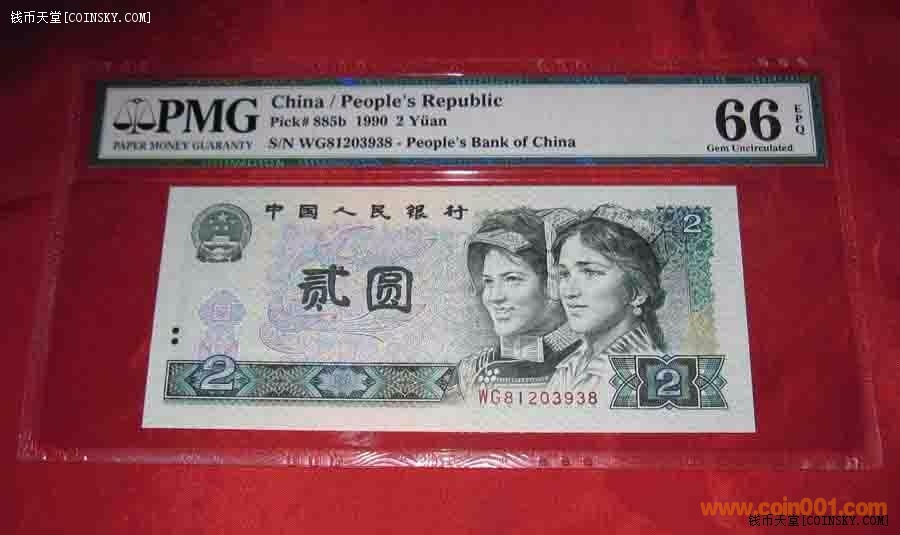 钱币天堂[COINSKY.COM]
PMG
PAPER MONEY GUARANTY
China / People's Republic
Pick# 885b 1990 2 Yüan
S/N WG81203938 - People's Bank of China
66
EPQ
Gem Uncirculated
中国人民银行
2
贰圆
2
WG81203938
2
www.coin001.com
钱币天堂[COINSKY.COM]